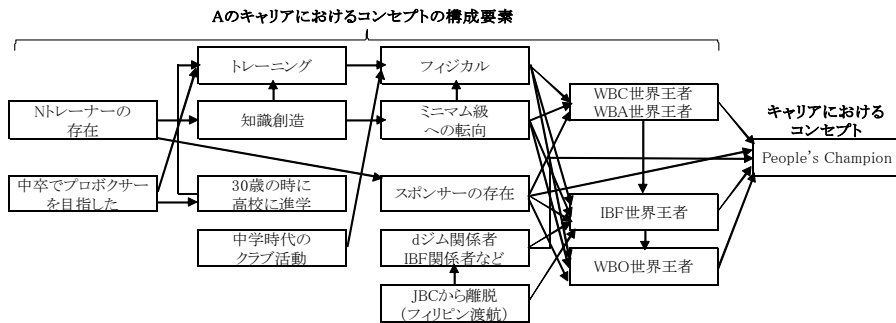 Aのキャリアにおけるコンセプトの構成要素
トレーニング
フィジカル
Nトレーナーの
存在
知識創造
ミニマム級
への転向
WBC世界王者
WBA世界王者
キャリアにおける
コンセプト
People's Champion
中卒でプロボクサー
を目指した
30歳の時に
高校に進学
スポンサーの存在
IBF世界王者
中学時代の
クラブ活動
dジム関係者
IBF関係者など
WBO世界王者
JBCから離脱
（フィリピン渡航）